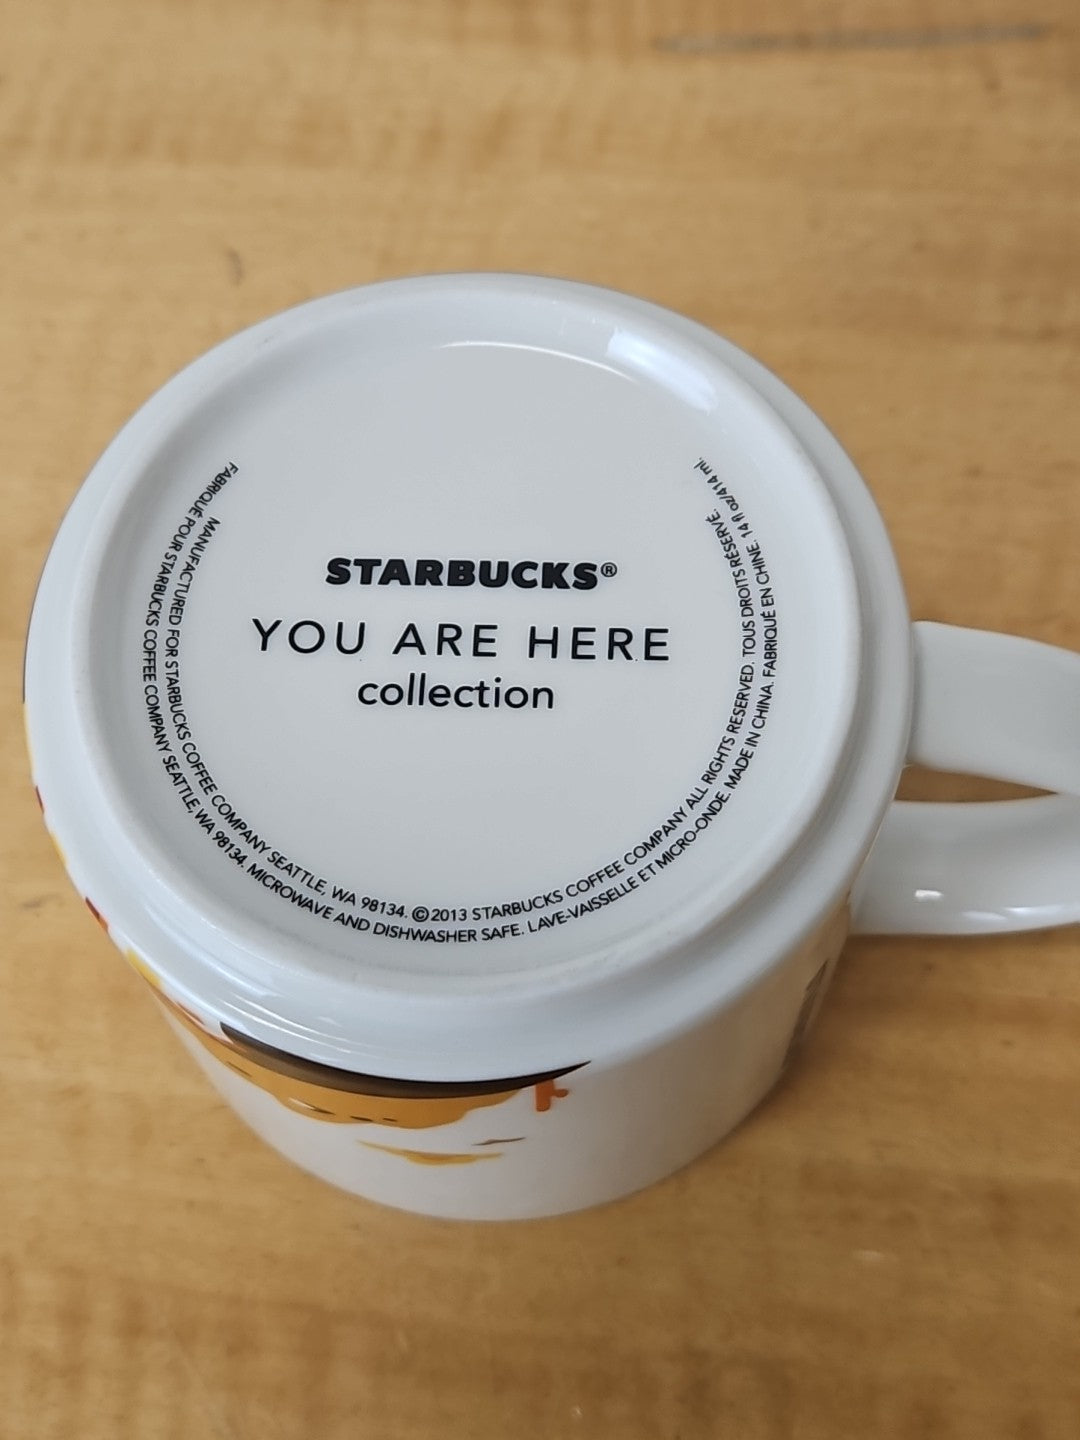 STARBUCKS®
YOU ARE HERE
collection
MANUFACTURED FOR STARBUCKS COFFEE COMPANY SEATTLE, WA 98134. ©2013 STARBUCKS COFFEE COMPANY ALL RIGHTS RESERVED. TOUS DROITS RÉSERVÉ.
FABRIQUÉ POUR STARBUCKS COFFEE COMPANY SEATTLE, WA 98134. MICROWAVE AND DISHWASHER SAFE. LAVE-VAISSELLE ET MICRO-ONDE. MADE IN CHINA. FABRIQUÉ EN CHINE. 14 fl oz/414 ml.